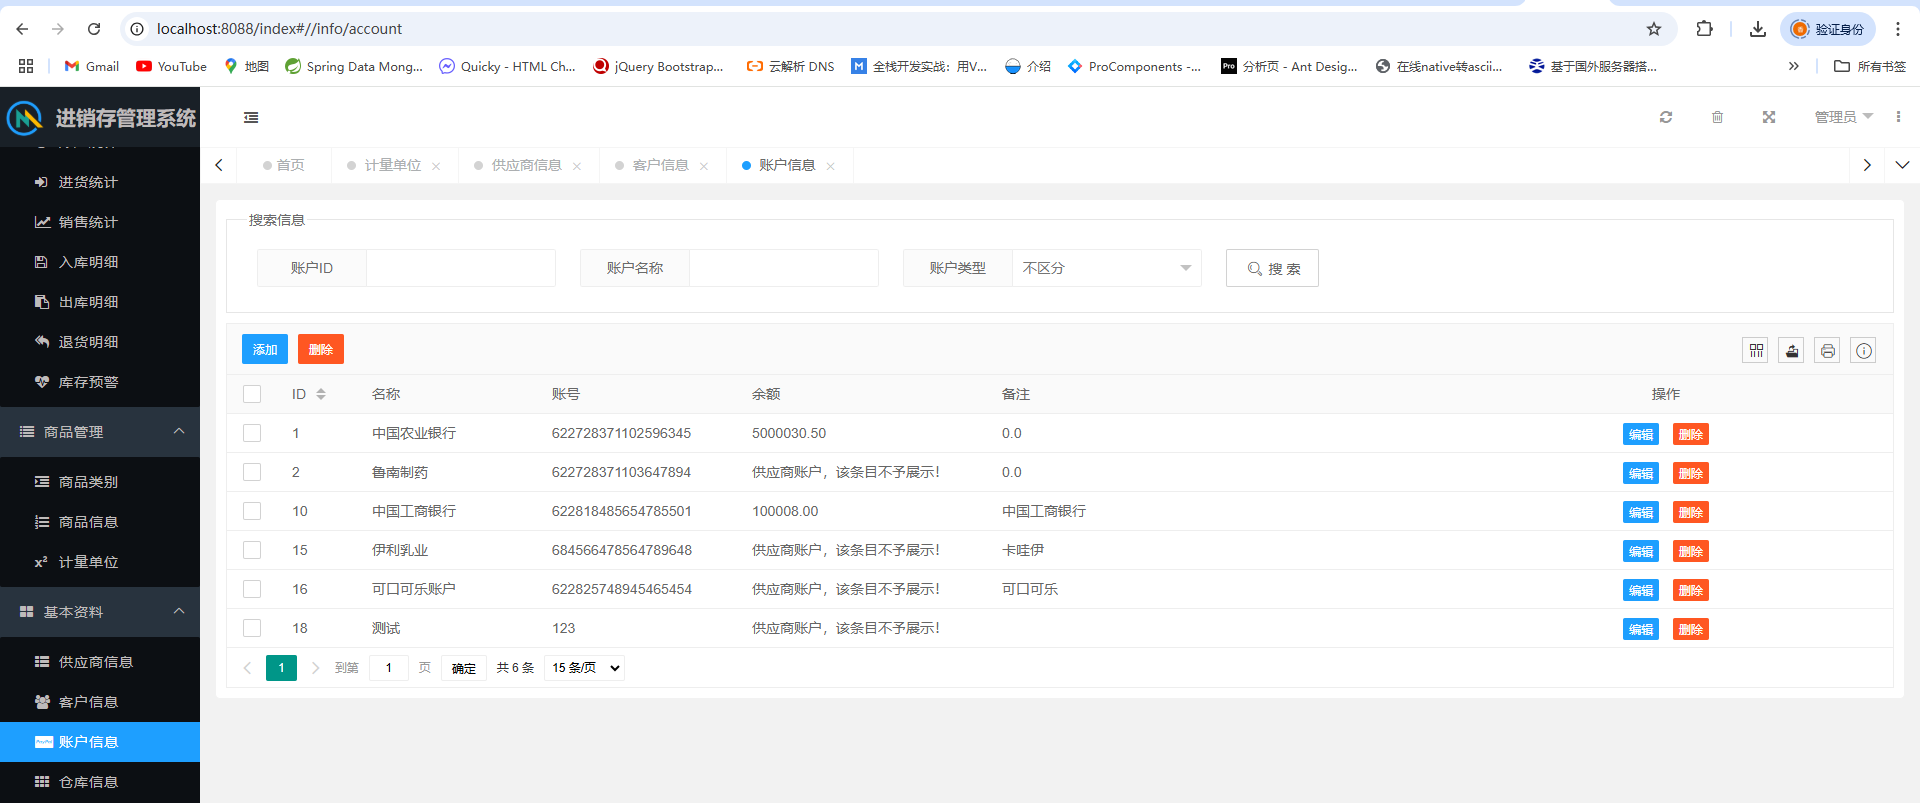 localhost:8088/index#//info/account
验证身份
Gmail
YouTube
地图
Spring Data Mong...
Quicky - HTML Ch...
jQuery Bootstrap...
云解析 DNS
全栈开发实战：用V...
介绍
ProComponents -...
分析页 - Ant Desig...
在线native转ascii...
基于国外服务器搭...
所有书签
进销存管理系统
管理员
首页
计量单位
供应商信息
客户信息
账户信息
进货统计
销售统计
入库明细
出库明细
退货明细
库存预警
商品管理
商品类别
商品信息
计量单位
基本资料
供应商信息
客户信息
账户信息
仓库信息
搜索信息
账户ID
账户名称
账户类型 不区分
搜 索
添加 删除
ID 名称 账号 余额 备注 操作
1 中国农业银行 622728371102596345 5000030.50 0.0 编辑 删除
2 鲁南制药 622728371103647894 供应商账户，该条目不予展示！ 0.0 编辑 删除
10 中国工商银行 622818485654785501 100008.00 中国工商银行 编辑 删除
15 伊利乳业 684566478564789648 供应商账户，该条目不予展示！ 卡哇伊 编辑 删除
16 可口可乐账户 622825748945465454 供应商账户，该条目不予展示！ 可口可乐 编辑 删除
18 测试 123 供应商账户，该条目不予展示！ 编辑 删除
1 到第 1 页 确定 共 6 条 15 条/页